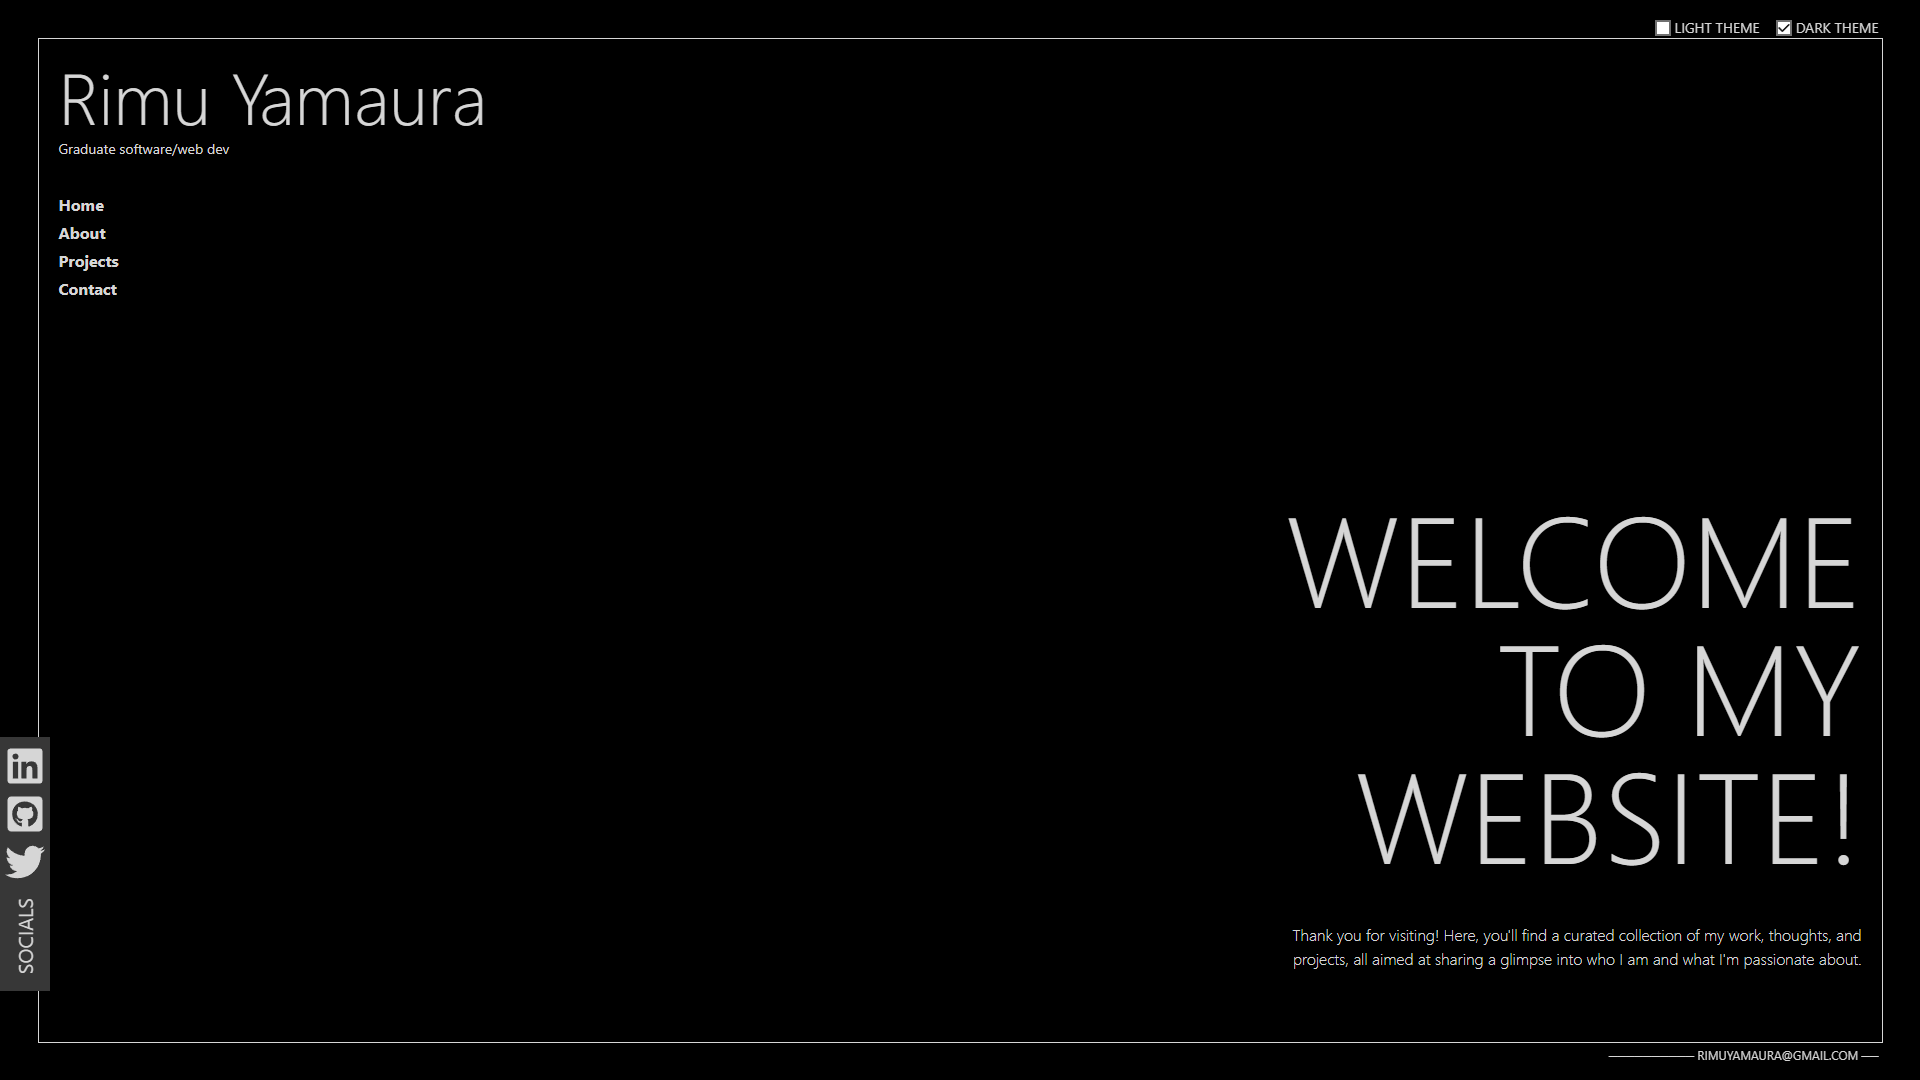 LIGHT THEME DARK THEME
Rimu Yamaura
Graduate software/web dev
Home
About
Projects
Contact
WELCOME
TO MY
WEBSITE!
Thank you for visiting! Here, you'll find a curated collection of my work, thoughts, and
projects, all aimed at sharing a glimpse into who I am and what I'm passionate about.
in
SOCIALS
RIMUYAMAURA@GMAIL.COM